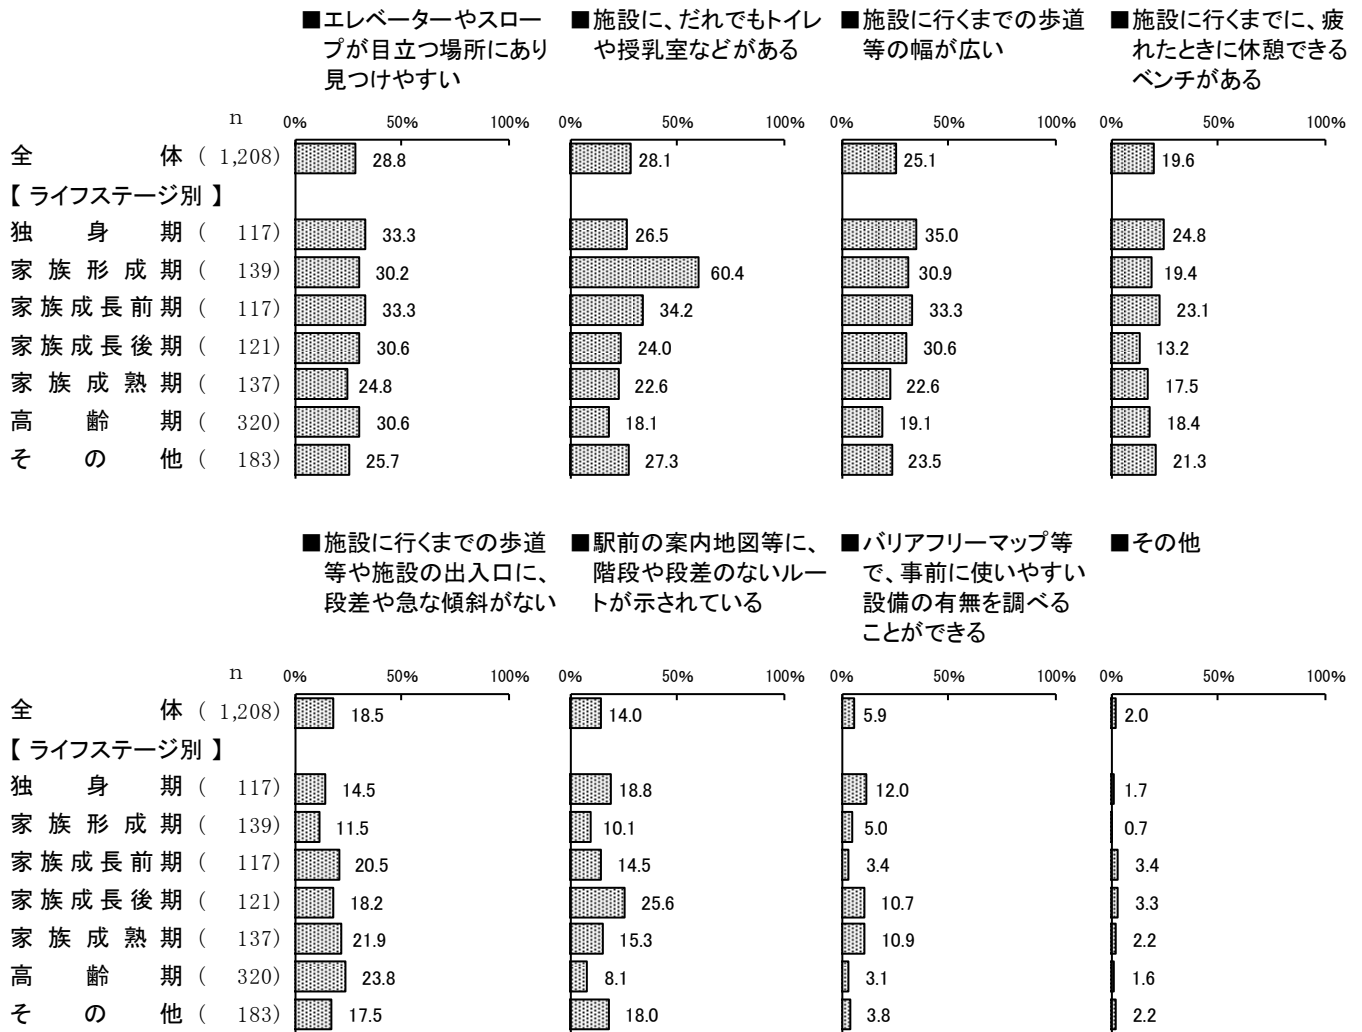 ■エレベーターやスロー
プが目立つ場所にあり
見つけやすい
■施設に、だれでもトイレ
や授乳室などがある
■施設に行くまでの歩道
等の幅が広い
■施設に行くまでに、疲
れたときに休憩できる
ベンチがある
n 0% 50% 100% 0% 50% 100% 0% 50% 100% 0% 50% 100%
全体 ( 1,208) 28.8 28.1 25.1 19.6
【 ライフステージ別 】
独身期 ( 117) 33.3 26.5 35.0 24.8
家族形成期 ( 139) 30.2 60.4 30.9 19.4
家族成長前期 ( 117) 33.3 34.2 33.3 23.1
家族成長後期 ( 121) 30.6 24.0 30.6 13.2
家族成熟期 ( 137) 24.8 22.6 22.6 17.5
高齢期 ( 320) 30.6 18.1 19.1 18.4
その他 ( 183) 25.7 27.3 23.5 21.3
■施設に行くまでの歩道
等や施設の出入口に、
段差や急な傾斜がない
■駅前の案内地図等に、
階段や段差のないルー
トが示されている
■バリアフリーマップ等
で、事前に使いやすい
設備の有無を調べる
ことができる
■その他
n 0% 50% 100% 0% 50% 100% 0% 50% 100% 0% 50% 100%
全体 ( 1,208) 18.5 14.0 5.9 2.0
【 ライフステージ別 】
独身期 ( 117) 14.5 18.8 12.0 1.7
家族形成期 ( 139) 11.5 10.1 5.0 0.7
家族成長前期 ( 117) 20.5 14.5 3.4 3.4
家族成長後期 ( 121) 18.2 25.6 10.7 3.3
家族成熟期 ( 137) 21.9 15.3 10.9 2.2
高齢期 ( 320) 23.8 8.1 3.1 1.6
その他 ( 183) 17.5 18.0 3.8 2.2